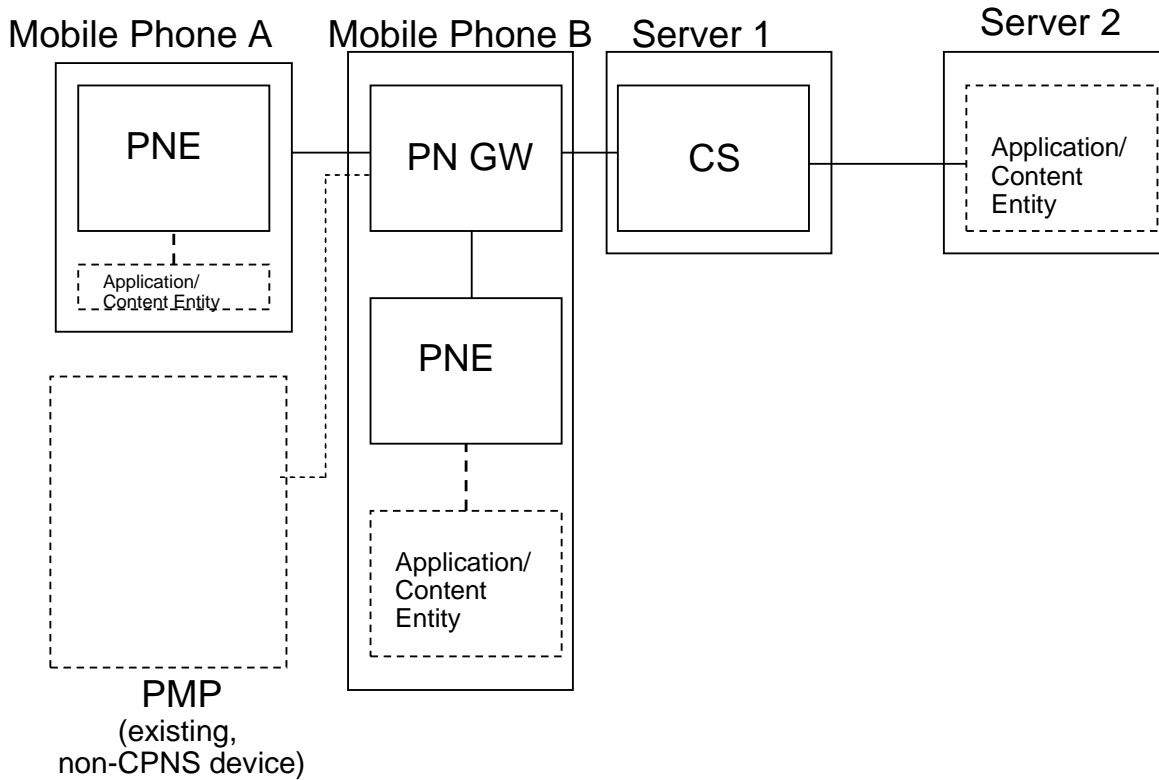 Mobile Phone A
Mobile Phone B
Server 1
Server 2
PNE
PN GW
CS
Application/
Content
Entity
Application/
Content Entity
PNE
Application/
Content
Entity
PMP
(existing,
non-CPNS device)